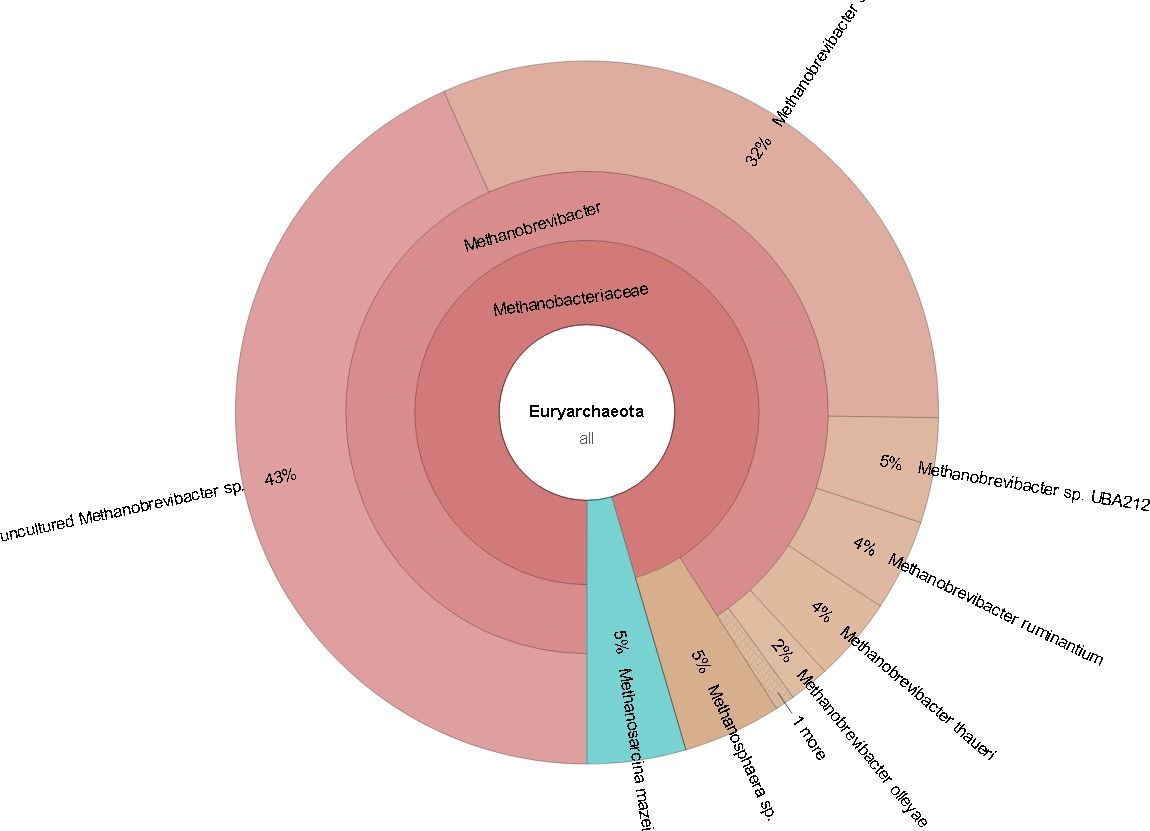 Methanobrevibacter
32%
Methanobrevibacter
Methanobacteriaceae
Euryarchaeota
all
43%
uncultured Methanobrevibacter sp.
5% Methanobrevibacter sp. UBA212
4% Methanobrevibacter ruminantium
4% Methanobrevibacter thaueri
2% Methanobrevibacter olleyae
1 more
5% Methanosphaera sp.
5% Methanosarcina mazei